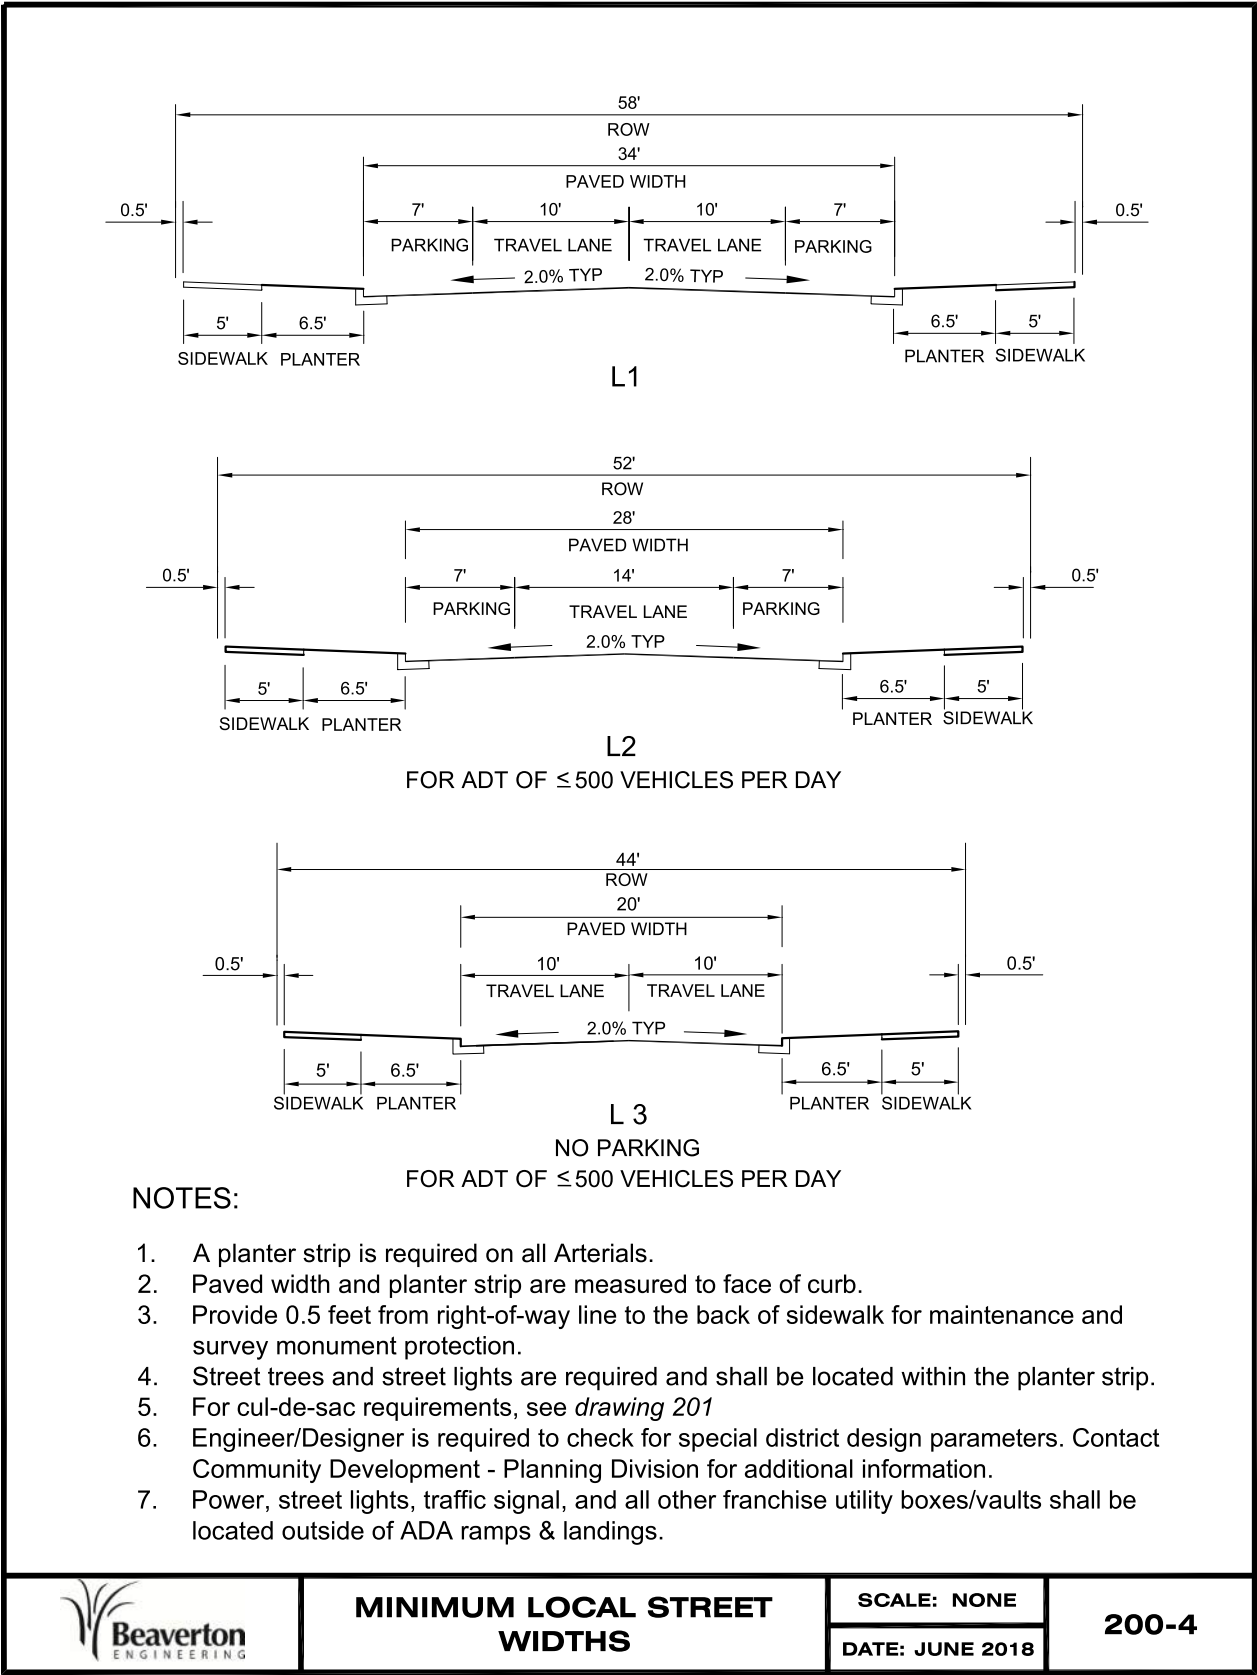 58'
ROW
34'
PAVED WIDTH
0.5' 7' 10' 10' 7' 0.5'
PARKING TRAVEL LANE TRAVEL LANE PARKING
2.0% TYP 2.0% TYP
5' 6.5' 6.5' 5'
SIDEWALK PLANTER PLANTER SIDEWALK
L1
52'
ROW
28'
PAVED WIDTH
0.5' 7' 14' 7' 0.5'
PARKING TRAVEL LANE PARKING
2.0% TYP
5' 6.5' 6.5' 5'
SIDEWALK PLANTER PLANTER SIDEWALK
L2
FOR ADT OF ≤500 VEHICLES PER DAY
44'
ROW
20'
PAVED WIDTH
0.5' 10' 10' 0.5'
TRAVEL LANE TRAVEL LANE
2.0% TYP
5' 6.5' 6.5' 5'
SIDEWALK PLANTER PLANTER SIDEWALK
L 3
NO PARKING
FOR ADT OF ≤500 VEHICLES PER DAY
NOTES:
1. A planter strip is required on all Arterials.
2. Paved width and planter strip are measured to face of curb.
3. Provide 0.5 feet from right-of-way line to the back of sidewalk for maintenance and
survey monument protection.
4. Street trees and street lights are required and shall be located within the planter strip.
5. For cul-de-sac requirements, see drawing 201
6. Engineer/Designer is required to check for special district design parameters. Contact
Community Development - Planning Division for additional information.
7. Power, street lights, traffic signal, and all other franchise utility boxes/vaults shall be
located outside of ADA ramps & landings.
Beaverton
ENGINEERING
MINIMUM LOCAL STREET
WIDTHS
SCALE: NONE
DATE: JUNE 2018
200-4